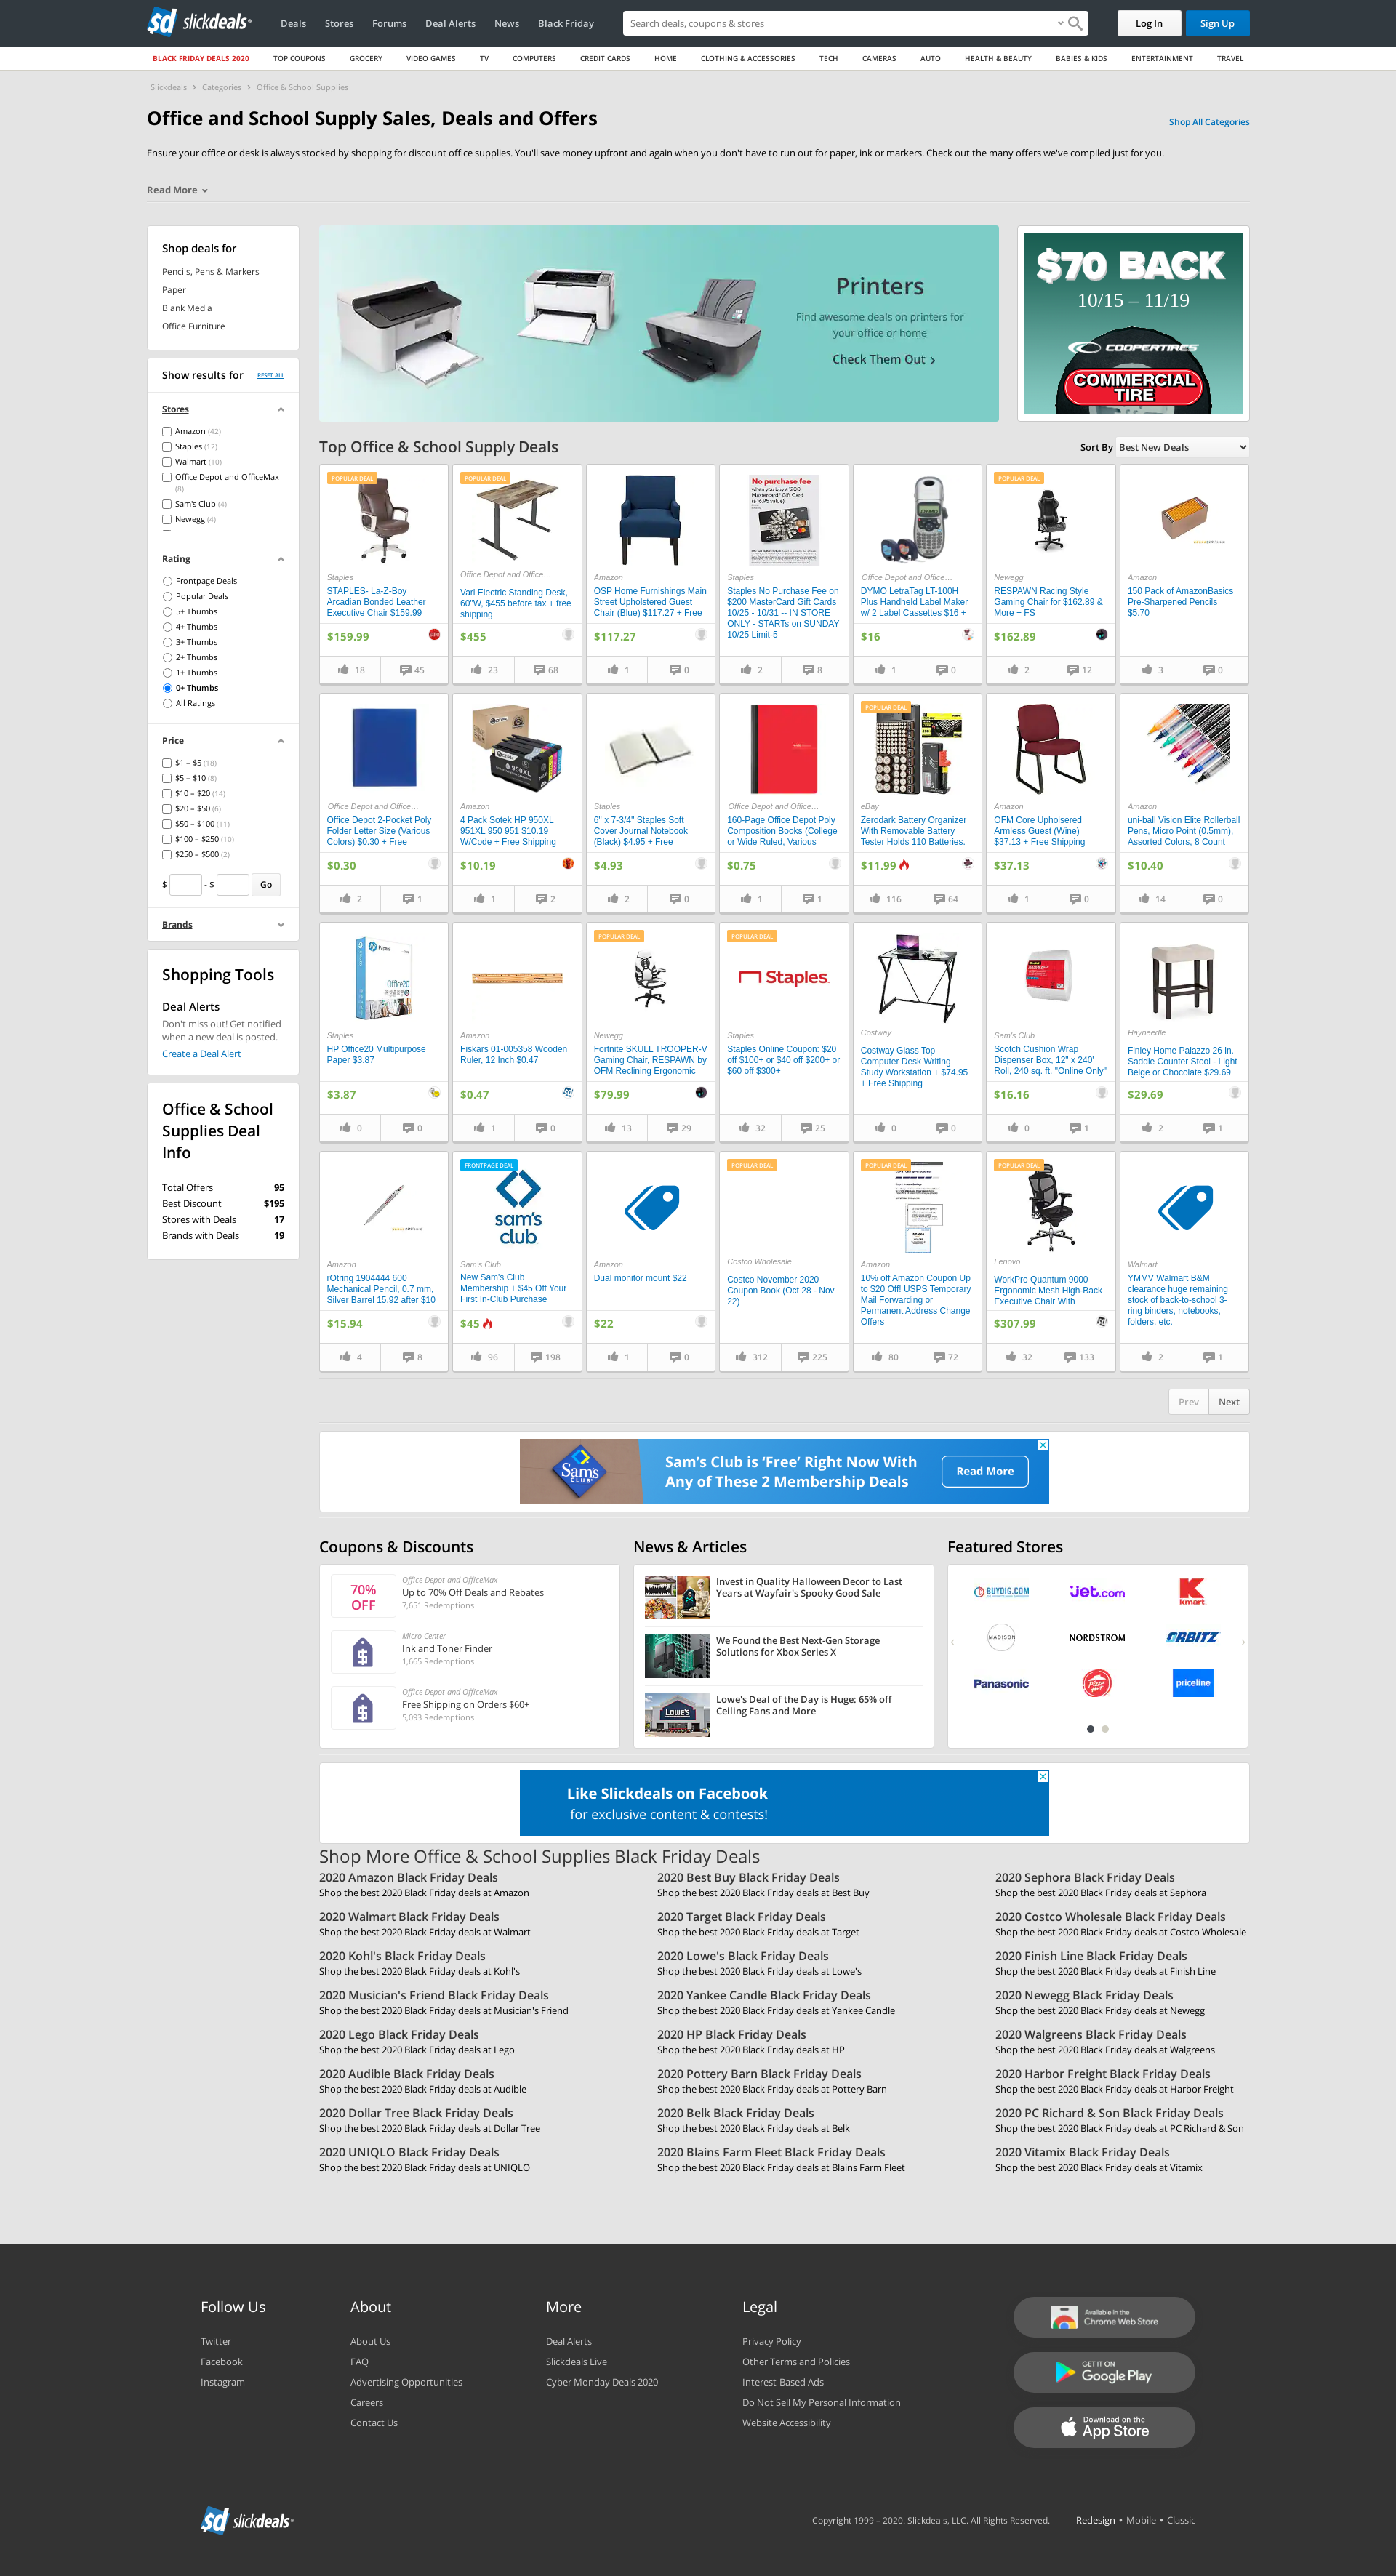 slickdeals
Deals Stores Forums Deal Alerts News Black Friday
Search deals, coupons & stores
Log In Sign Up
BLACK FRIDAY DEALS 2020 TOP COUPONS GROCERY VIDEO GAMES TV COMPUTERS CREDIT CARDS HOME CLOTHING & ACCESSORIES TECH CAMERAS AUTO HEALTH & BEAUTY BABIES & KIDS ENTERTAINMENT TRAVEL
Slickdeals › Categories › Office & School Supplies
Office and School Supply Sales, Deals and Offers
Shop All Categories
Ensure your office or desk is always stocked by shopping for discount office supplies. You'll save money upfront and again when you don't have to run out for paper, ink or markers. Check out the many offers we've compiled just for you.
Read More
Shop deals for
Pencils, Pens & Markers
Paper
Blank Media
Office Furniture
Show results for RESET ALL
Stores
Amazon (42)
Staples (12)
Walmart (10)
Office Depot and OfficeMax
(8)
Sam's Club (4)
Newegg (4)
Rating
Frontpage Deals
Popular Deals
5+ Thumbs
4+ Thumbs
3+ Thumbs
2+ Thumbs
1+ Thumbs
0+ Thumbs
All Ratings
Price
$1 – $5 (18)
$5 – $10 (8)
$10 – $20 (14)
$20 – $50 (6)
$50 – $100 (11)
$100 – $250 (10)
$250 – $500 (2)
$ - $ Go
Brands
Shopping Tools
Deal Alerts
Don't miss out! Get notified
when a new deal is posted.
Create a Deal Alert
Office & School
Supplies Deal
Info
Total Offers 95
Best Discount $195
Stores with Deals 17
Brands with Deals 19
Printers
Find awesome deals on printers for
your office or home
Check Them Out
$70 BACK
10/15 – 11/19
COOPERTIRES
COMMERCIAL
TIRE
Top Office & School Supply Deals
Sort By Best New Deals
POPULAR DEAL
Staples
STAPLES- La-Z-Boy
Arcadian Bonded Leather
Executive Chair $159.99
$159.99
18 45
Office Depot and Office…
Vari Electric Standing Desk,
60"W, $455 before tax + free
shipping
$455
23 68
Amazon
OSP Home Furnishings Main
Street Upholstered Guest
Chair (Blue) $117.27 + Free
$117.27
1 0
No purchase fee
Staples
Staples No Purchase Fee on
$200 MasterCard Gift Cards
10/25 - 10/31 -- IN STORE
ONLY - STARTs on SUNDAY
10/25 Limit-5
2 8
Office Depot and Office…
DYMO LetraTag LT-100H
Plus Handheld Label Maker
w/ 2 Label Cassettes $16 +
$16
1 0
POPULAR DEAL
Newegg
RESPAWN Racing Style
Gaming Chair for $162.89 &
More + FS
$162.89
2 12
Amazon
150 Pack of AmazonBasics
Pre-Sharpened Pencils
$5.70
3 0
Office Depot and Office…
Office Depot 2-Pocket Poly
Folder Letter Size (Various
Colors) $0.30 + Free
$0.30
2 1
950XL
Amazon
4 Pack Sotek HP 950XL
951XL 950 951 $10.19
W/Code + Free Shipping
$10.19
1 2
Staples
6" x 7-3/4" Staples Soft
Cover Journal Notebook
(Black) $4.95 + Free
$4.93
2 0
Office Depot and Office…
160-Page Office Depot Poly
Composition Books (College
or Wide Ruled, Various
$0.75
1 1
POPULAR DEAL
eBay
Zerodark Battery Organizer
With Removable Battery
Tester Holds 110 Batteries.
$11.99
116 64
Amazon
OFM Core Upholsered
Armless Guest (Wine)
$37.13 + Free Shipping
$37.13
1 0
Amazon
uni-ball Vision Elite Rollerball
Pens, Micro Point (0.5mm),
Assorted Colors, 8 Count
$10.40
14 0
Office20
Staples
HP Office20 Multipurpose
Paper $3.87
$3.87
0 0
Amazon
Fiskars 01-005358 Wooden
Ruler, 12 Inch $0.47
$0.47
1 0
POPULAR DEAL
Newegg
Fortnite SKULL TROOPER-V
Gaming Chair, RESPAWN by
OFM Reclining Ergonomic
$79.99
13 29
POPULAR DEAL
Staples
Staples
Staples Online Coupon: $20
off $100+ or $40 off $200+ or
$60 off $300+
32 25
Costway
Costway Glass Top
Computer Desk Writing
Study Workstation + $74.95
+ Free Shipping
0 0
Sam's Club
Scotch Cushion Wrap
Dispenser Box, 12" x 240'
Roll, 240 sq. ft. "Online Only"
$16.16
0 1
Hayneedle
Finley Home Palazzo 26 in.
Saddle Counter Stool - Light
Beige or Chocolate $29.69
$29.69
2 1
Amazon
rOtring 1904444 600
Mechanical Pencil, 0.7 mm,
Silver Barrel 15.92 after $10
$15.94
4 8
FRONTPAGE DEAL
sam's
club
Sam's Club
New Sam's Club
Membership + $45 Off Your
First In-Club Purchase
$45
96 198
Amazon
Dual monitor mount $22
$22
1 0
POPULAR DEAL
Costco Wholesale
Costco November 2020
Coupon Book (Oct 28 - Nov
22)
312 225
POPULAR DEAL
Amazon
10% off Amazon Coupon Up
to $20 Off! USPS Temporary
Mail Forwarding or
Permanent Address Change
Offers
80 72
POPULAR DEAL
Lenovo
WorkPro Quantum 9000
Ergonomic Mesh High-Back
Executive Chair With
$307.99
32 133
Walmart
YMMV Walmart B&M
clearance huge remaining
stock of back-to-school 3-
ring binders, notebooks,
folders, etc.
2 1
Prev Next
Sam's
CLUB
Sam's Club is 'Free' Right Now With
Any of These 2 Membership Deals
Read More
Coupons & Discounts
70%
OFF
Office Depot and OfficeMax
Up to 70% Off Deals and Rebates
7,651 Redemptions
Micro Center
Ink and Toner Finder
1,665 Redemptions
Office Depot and OfficeMax
Free Shipping on Orders $60+
5,093 Redemptions
News & Articles
Invest in Quality Halloween Decor to Last
Years at Wayfair's Spooky Good Sale
We Found the Best Next-Gen Storage
Solutions for Xbox Series X
LOWE'S
Lowe's Deal of the Day is Huge: 65% off
Ceiling Fans and More
Featured Stores
BUYDIG.COM jet.com kmart
MADISON NORDSTROM ORBITZ
Panasonic Pizza Hut priceline
Like Slickdeals on Facebook
for exclusive content & contests!
Shop More Office & School Supplies Black Friday Deals
2020 Amazon Black Friday Deals
Shop the best 2020 Black Friday deals at Amazon
2020 Best Buy Black Friday Deals
Shop the best 2020 Black Friday deals at Best Buy
2020 Sephora Black Friday Deals
Shop the best 2020 Black Friday deals at Sephora
2020 Walmart Black Friday Deals
Shop the best 2020 Black Friday deals at Walmart
2020 Target Black Friday Deals
Shop the best 2020 Black Friday deals at Target
2020 Costco Wholesale Black Friday Deals
Shop the best 2020 Black Friday deals at Costco Wholesale
2020 Kohl's Black Friday Deals
Shop the best 2020 Black Friday deals at Kohl's
2020 Lowe's Black Friday Deals
Shop the best 2020 Black Friday deals at Lowe's
2020 Finish Line Black Friday Deals
Shop the best 2020 Black Friday deals at Finish Line
2020 Musician's Friend Black Friday Deals
Shop the best 2020 Black Friday deals at Musician's Friend
2020 Yankee Candle Black Friday Deals
Shop the best 2020 Black Friday deals at Yankee Candle
2020 Newegg Black Friday Deals
Shop the best 2020 Black Friday deals at Newegg
2020 Lego Black Friday Deals
Shop the best 2020 Black Friday deals at Lego
2020 HP Black Friday Deals
Shop the best 2020 Black Friday deals at HP
2020 Walgreens Black Friday Deals
Shop the best 2020 Black Friday deals at Walgreens
2020 Audible Black Friday Deals
Shop the best 2020 Black Friday deals at Audible
2020 Pottery Barn Black Friday Deals
Shop the best 2020 Black Friday deals at Pottery Barn
2020 Harbor Freight Black Friday Deals
Shop the best 2020 Black Friday deals at Harbor Freight
2020 Dollar Tree Black Friday Deals
Shop the best 2020 Black Friday deals at Dollar Tree
2020 Belk Black Friday Deals
Shop the best 2020 Black Friday deals at Belk
2020 PC Richard & Son Black Friday Deals
Shop the best 2020 Black Friday deals at PC Richard & Son
2020 UNIQLO Black Friday Deals
Shop the best 2020 Black Friday deals at UNIQLO
2020 Blains Farm Fleet Black Friday Deals
Shop the best 2020 Black Friday deals at Blains Farm Fleet
2020 Vitamix Black Friday Deals
Shop the best 2020 Black Friday deals at Vitamix
Follow Us
Twitter
Facebook
Instagram
About
About Us
FAQ
Advertising Opportunities
Careers
Contact Us
More
Deal Alerts
Slickdeals Live
Cyber Monday Deals 2020
Legal
Privacy Policy
Other Terms and Policies
Interest-Based Ads
Do Not Sell My Personal Information
Website Accessibility
Available in the
Chrome Web Store
GET IT ON
Google Play
Download on the
App Store
slickdeals
Copyright 1999 – 2020. Slickdeals, LLC. All Rights Reserved.
Redesign • Mobile • Classic